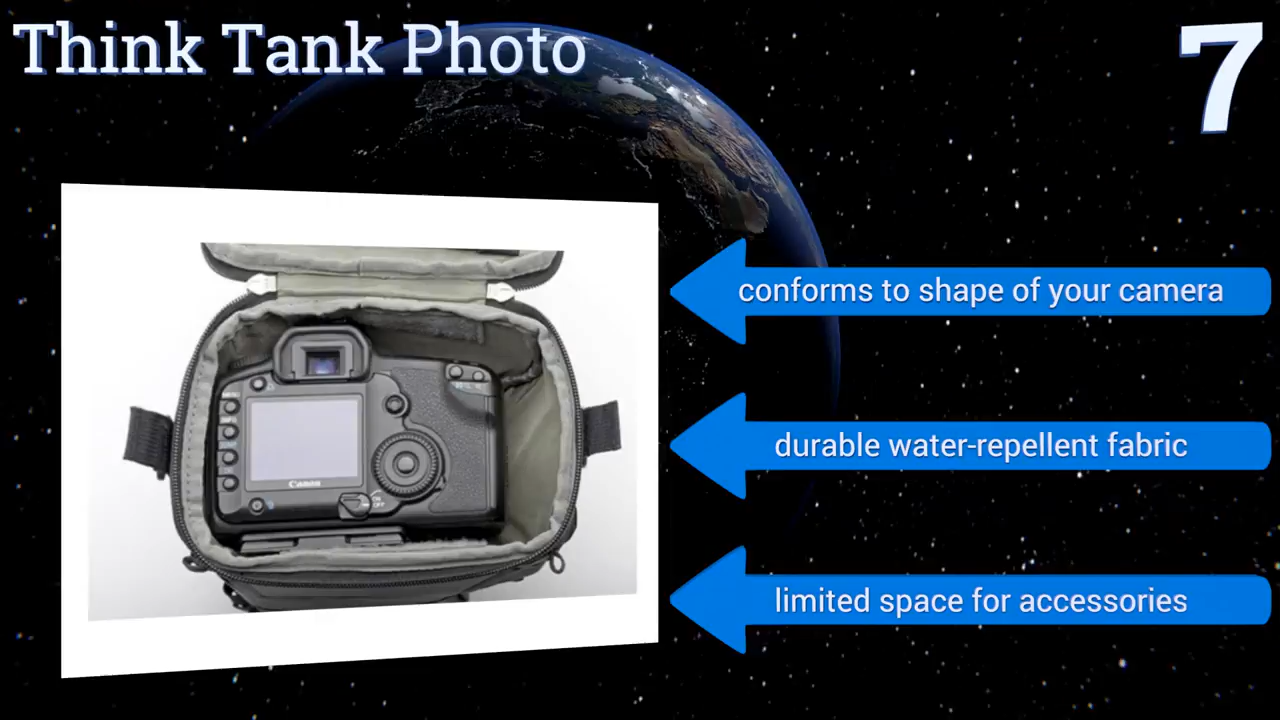 Think Tank Photo
7
conforms to shape of your camera
durable water-repellent fabric
limited space for accessories
Canon